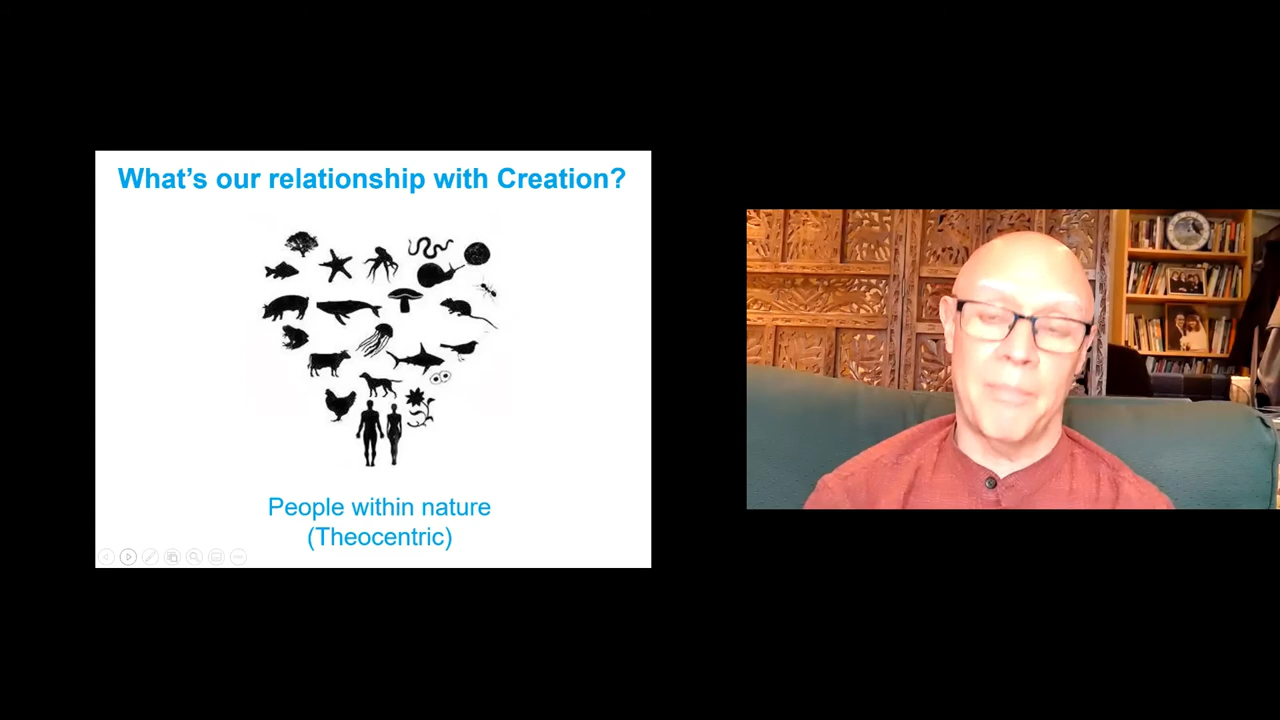 What's our relationship with Creation?
People within nature
(Theocentric)